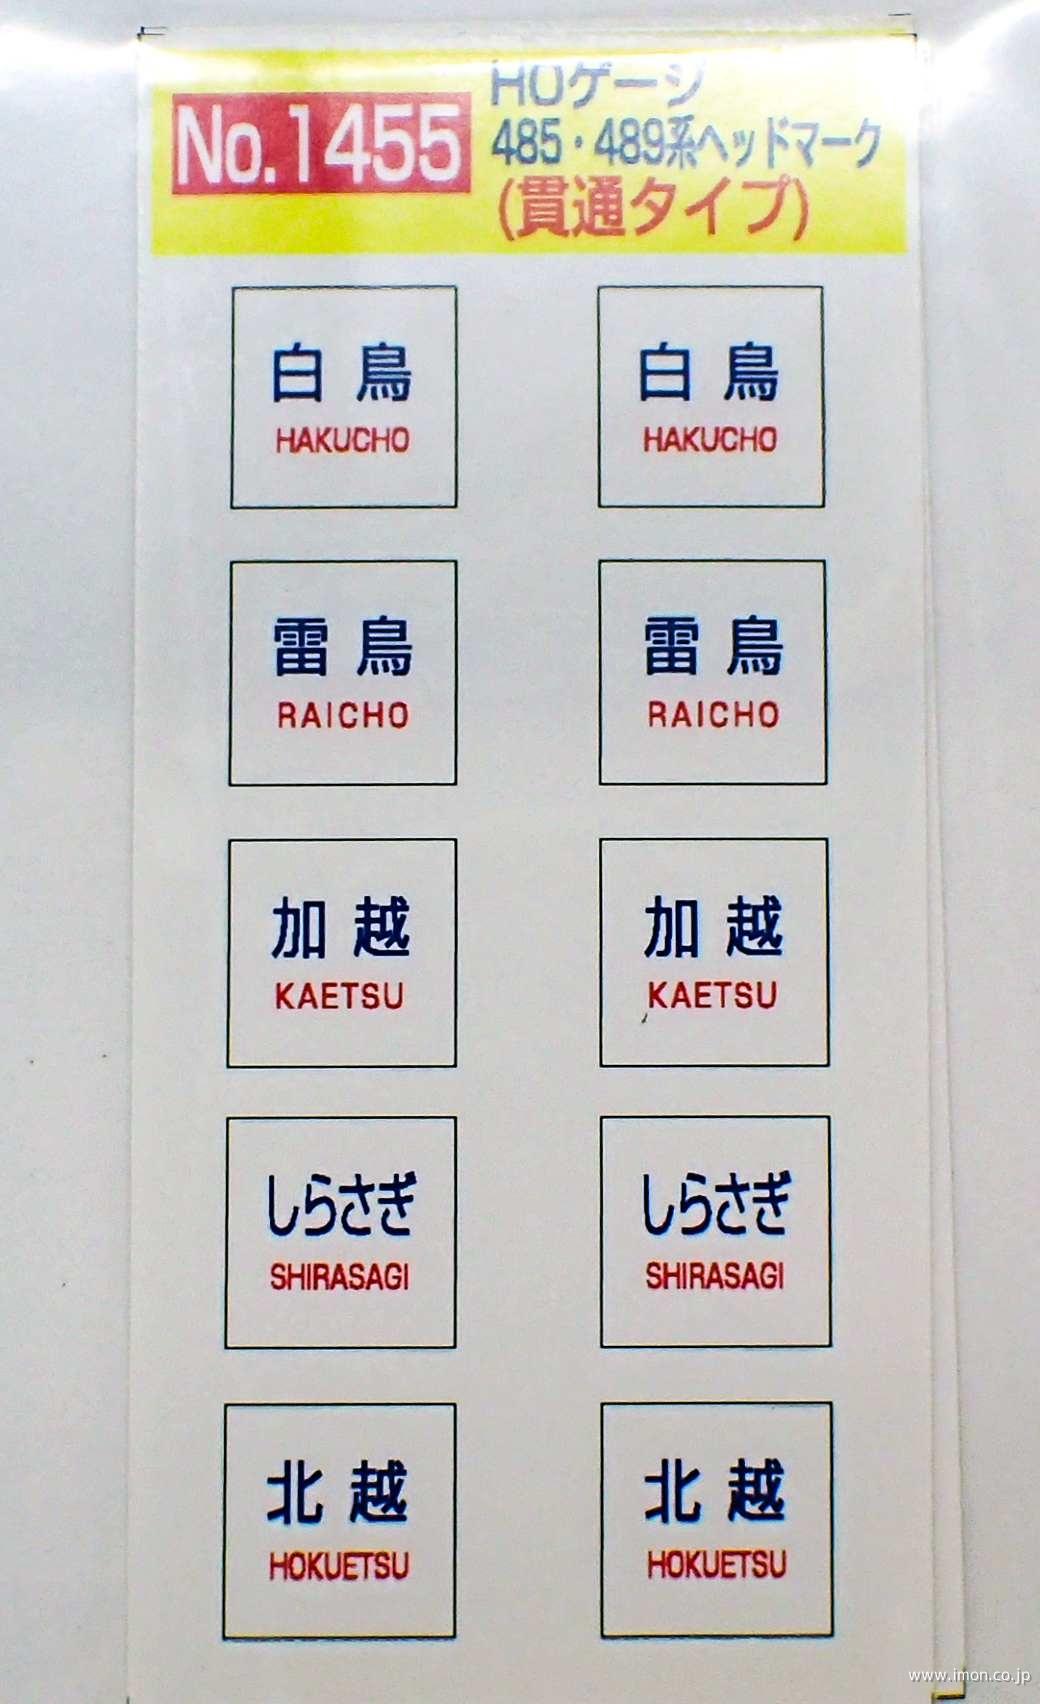 No.1455
HOゲージ
485・489系ヘッドマーク
(貫通タイプ)
白鳥 白鳥
HAKUCHO HAKUCHO
雷鳥 雷鳥
RAICHO RAICHO
加越 加越
KAETSU KAETSU
しらさぎ しらさぎ
SHIRASAGI SHIRASAGI
北越 北越
HOKUETSU HOKUETSU
www.imon.co.jp